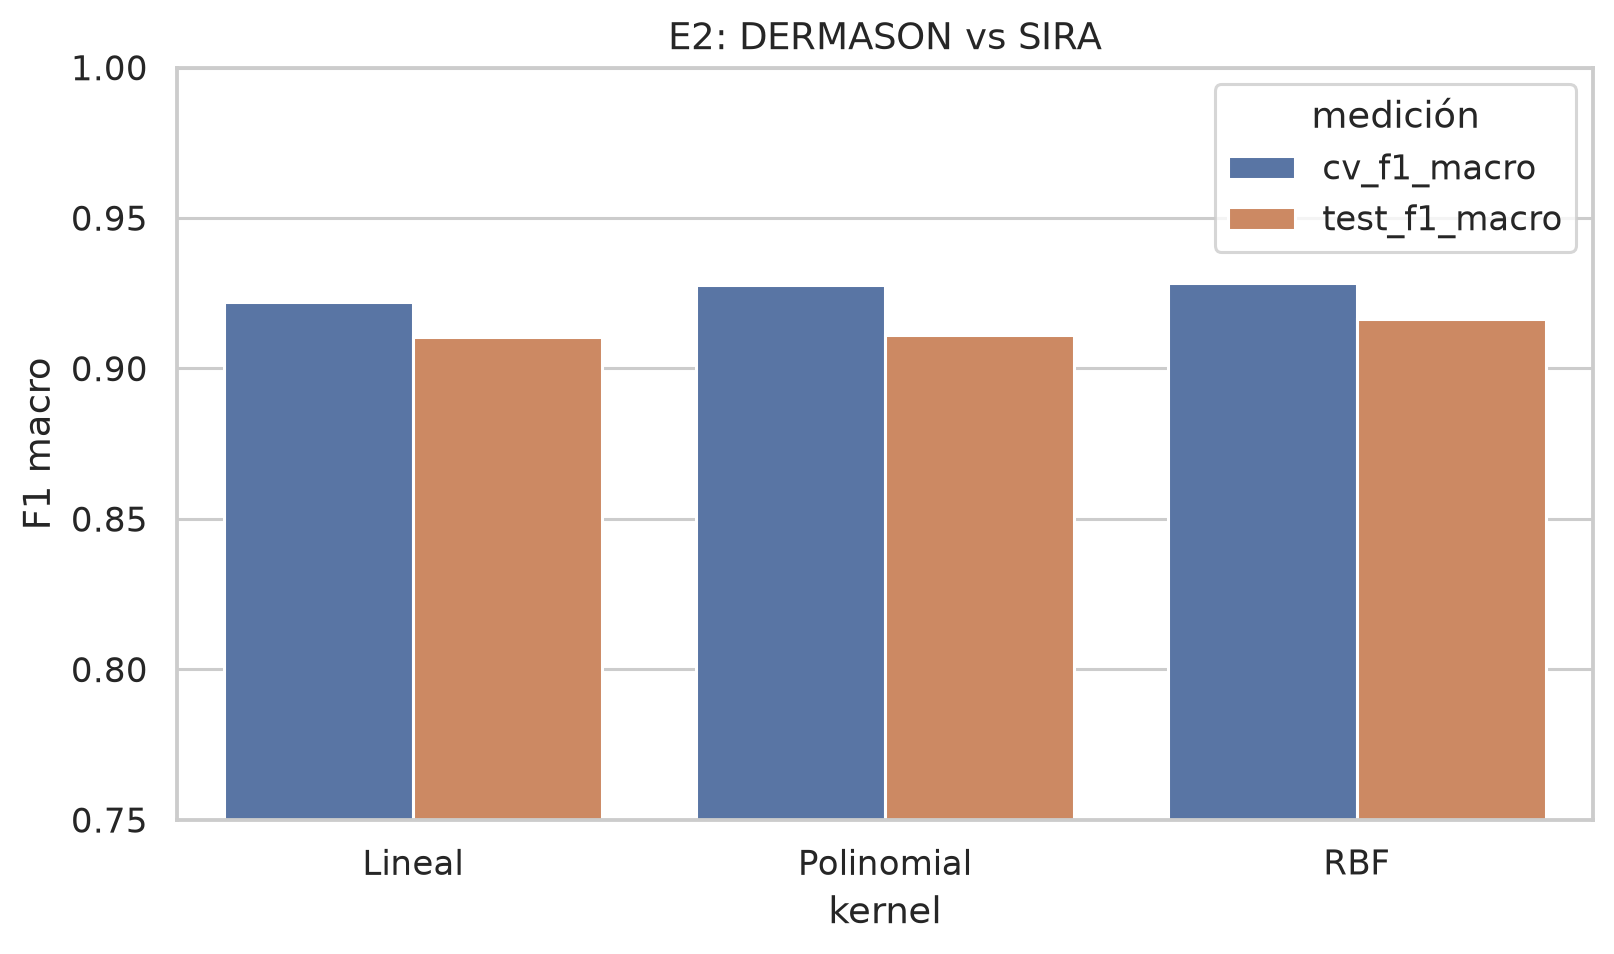 E2: DERMASON vs SIRA
1.00
0.95
0.90
0.85
0.80
0.75
F1 macro
medición
cv_f1_macro
test_f1_macro
Lineal
Polinomial
RBF
kernel